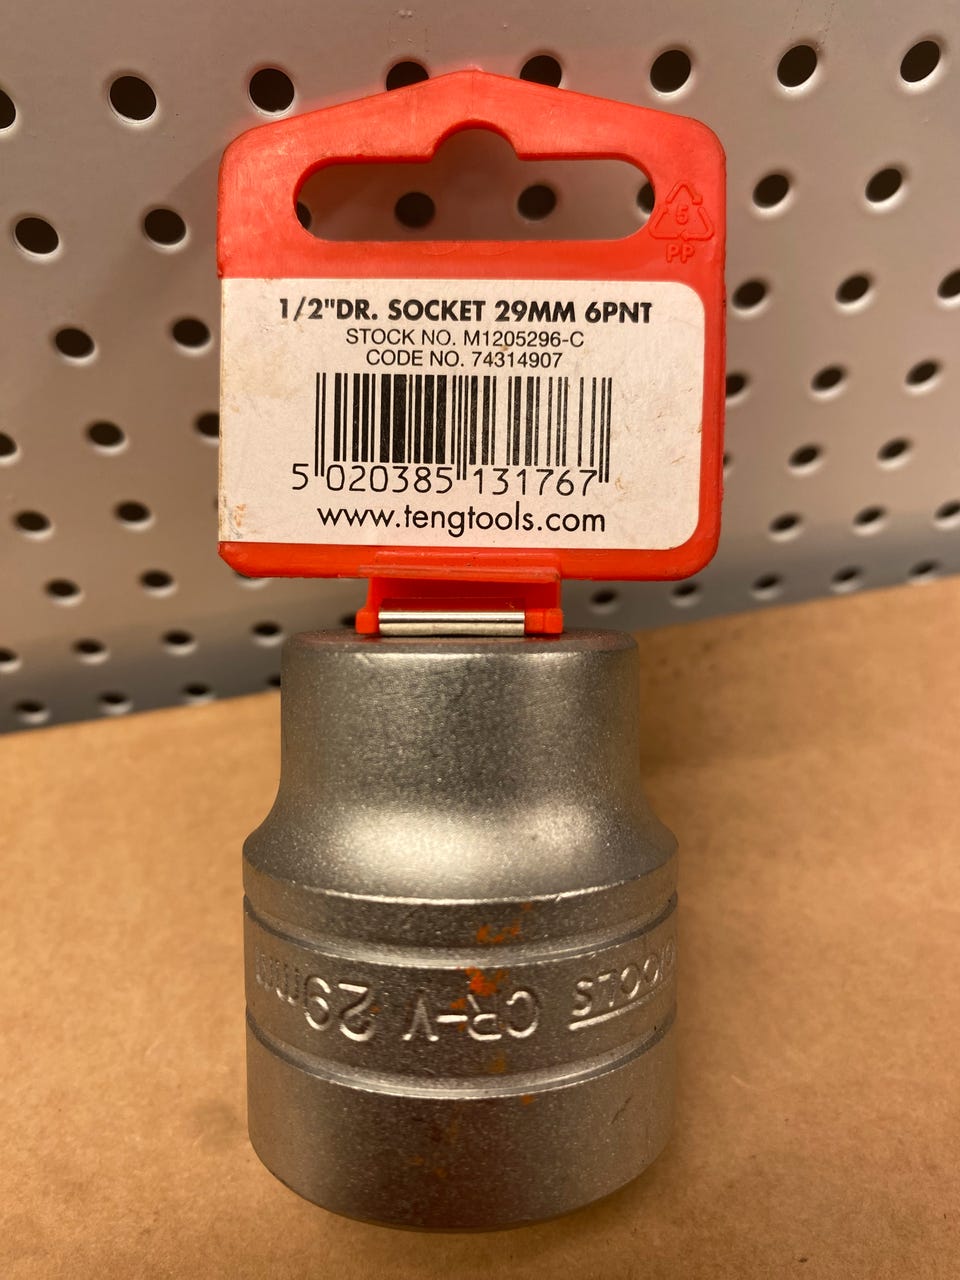 5
PP
1/2"DR. SOCKET 29MM 6PNT
STOCK NO. M1205296-C
CODE NO. 74314907
5 020385 131767
www.tengtools.com
TOOLS CR-V 29mm